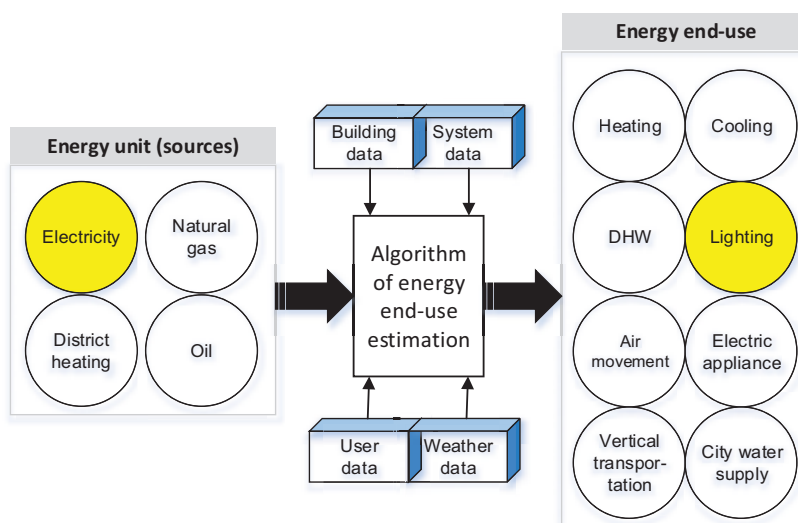 Energy end-use
Energy unit (sources)
Electricity
Natural
gas
District
heating
Oil
Building
data
System
data
Algorithm
of energy
end-use
estimation
User
data
Weather
data
Heating
Cooling
DHW
Lighting
Air
movement
Electric
appliance
Vertical
transpor-
tation
City water
supply